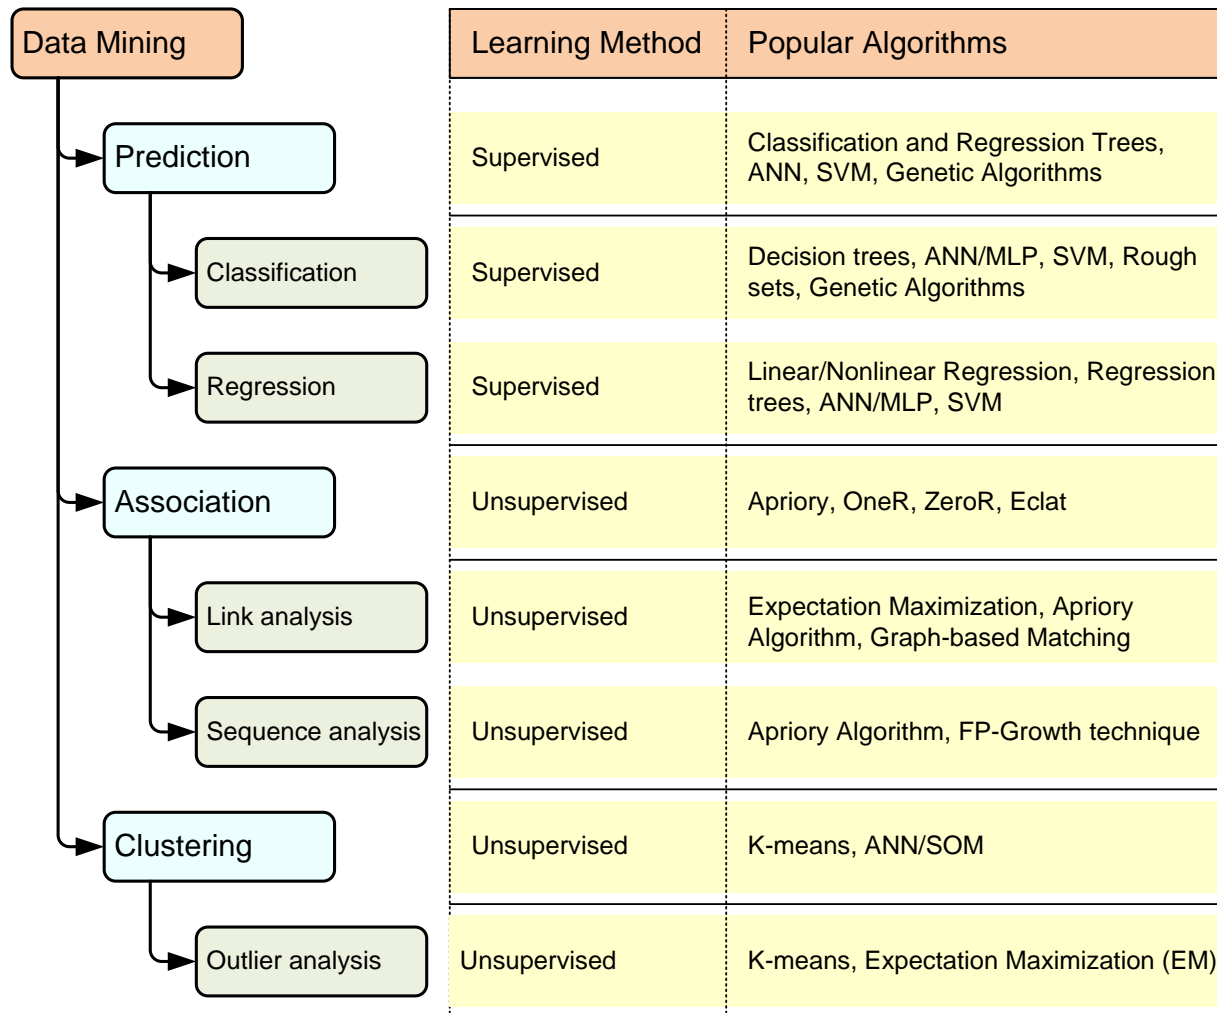 Data Mining
Learning Method
Popular Algorithms
Prediction
Supervised
Classification and Regression Trees,
ANN, SVM, Genetic Algorithms
Classification
Supervised
Decision trees, ANN/MLP, SVM, Rough
sets, Genetic Algorithms
Regression
Supervised
Linear/Nonlinear Regression, Regression
trees, ANN/MLP, SVM
Association
Unsupervised
Apriory, OneR, ZeroR, Eclat
Link analysis
Unsupervised
Expectation Maximization, Apriory
Algorithm, Graph-based Matching
Sequence analysis
Unsupervised
Apriory Algorithm, FP-Growth technique
Clustering
Unsupervised
K-means, ANN/SOM
Outlier analysis
Unsupervised
K-means, Expectation Maximization (EM)